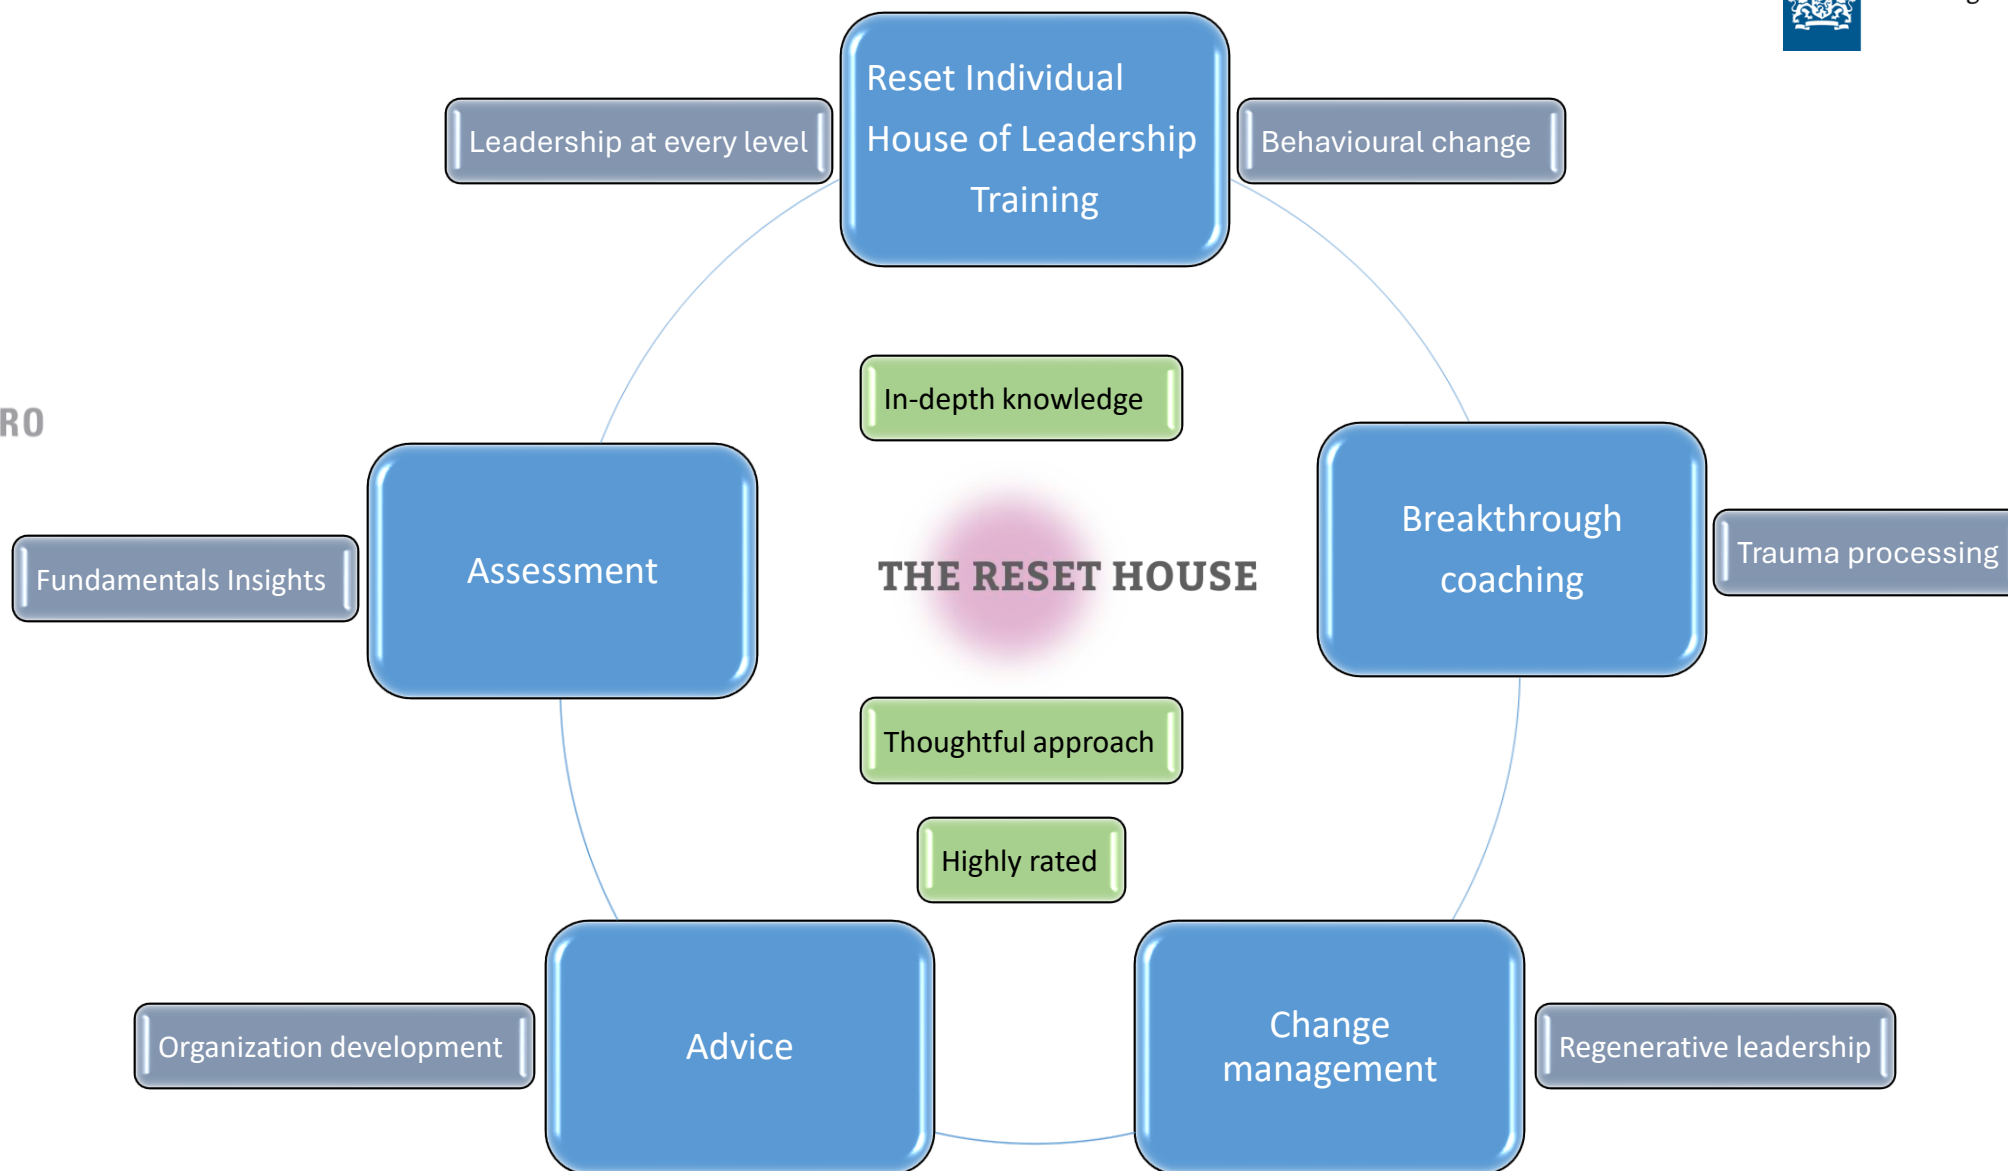 Reset Individual
House of Leadership
Training
Leadership at every level
Behavioural change
In-depth knowledge
RO
Assessment
Fundamentals Insights
THE RESET HOUSE
Breakthrough
coaching
Trauma processing
Thoughtful approach
Highly rated
Organization development
Advice
Change
management
Regenerative leadership